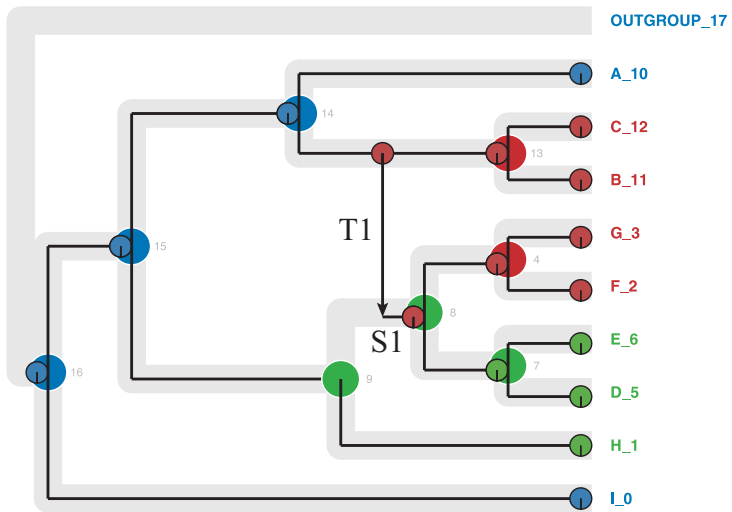 OUTGROUP_17
A_10
14
C_12
13
B_11
T1
G_3
15
4
F_2
8
S1
E_6
7
16
9
D_5
H_1
I_0